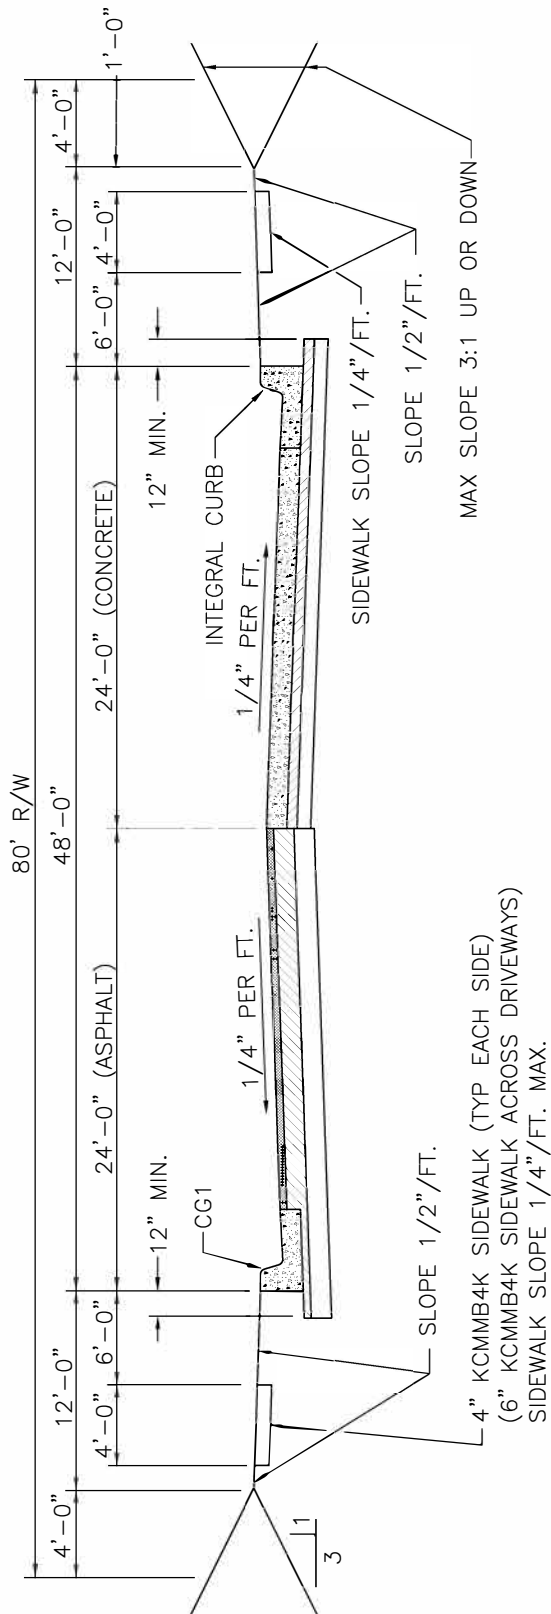 80' R/W
4'-0"
12'-0"
48'-0"
12'-0"
4'-0"
4'-0"
6'-0"
24'-0" (ASPHALT)
24'-0" (CONCRETE)
6'-0"
4'-0"
1'-0"
12" MIN.
12" MIN.
CG1
INTEGRAL CURB
1/4" PER FT.
1/4" PER FT.
1
3
SLOPE 1/2"/FT.
4" KCMMB4K SIDEWALK (TYP EACH SIDE)
(6" KCMMB4K SIDEWALK ACROSS DRIVEWAYS)
SIDEWALK SLOPE 1/4"/FT. MAX.
SIDEWALK SLOPE 1/4"/FT.
SLOPE 1/2"/FT.
MAX SLOPE 3:1 UP OR DOWN